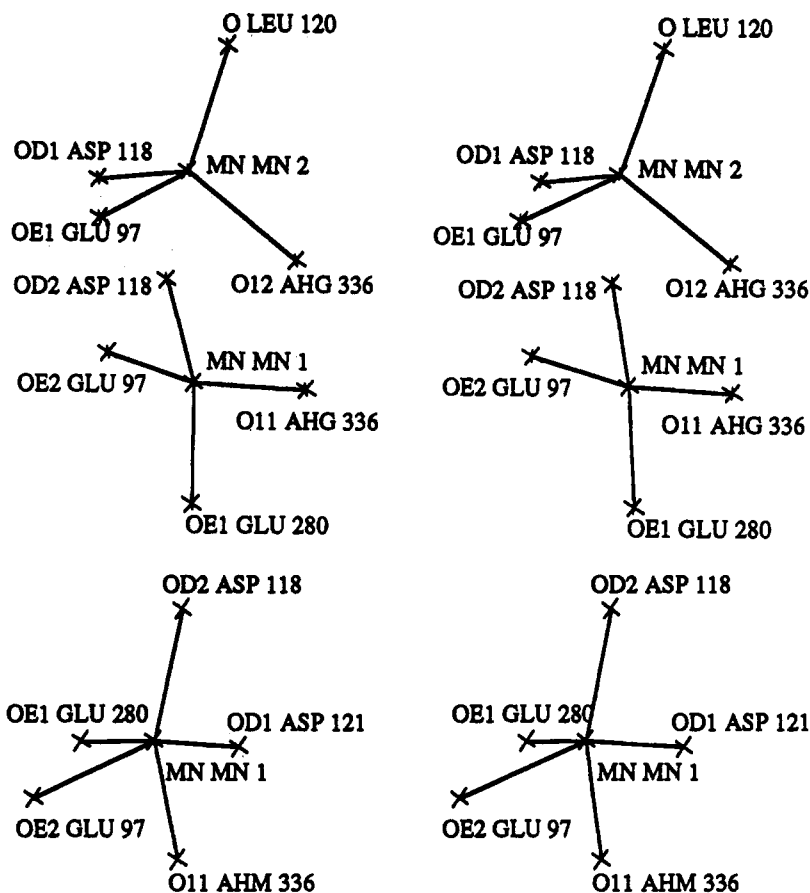 O LEU 120
O LEU 120
OD1 ASP 118
MN MN 2
OD1 ASP 118
MN MN 2
OE1 GLU 97
OE1 GLU 97
OD2 ASP 118
O12 AHG 336
OD2 ASP 118
O12 AHG 336
MN MN 1
MN MN 1
OE2 GLU 97
OE2 GLU 97
O11 AHG 336
O11 AHG 336
OE1 GLU 280
OE1 GLU 280
OD2 ASP 118
OD2 ASP 118
OE1 GLU 280
OD1 ASP 121
OE1 GLU 280
OD1 ASP 121
MN MN 1
MN MN 1
OE2 GLU 97
OE2 GLU 97
O11 AHM 336
O11 AHM 336